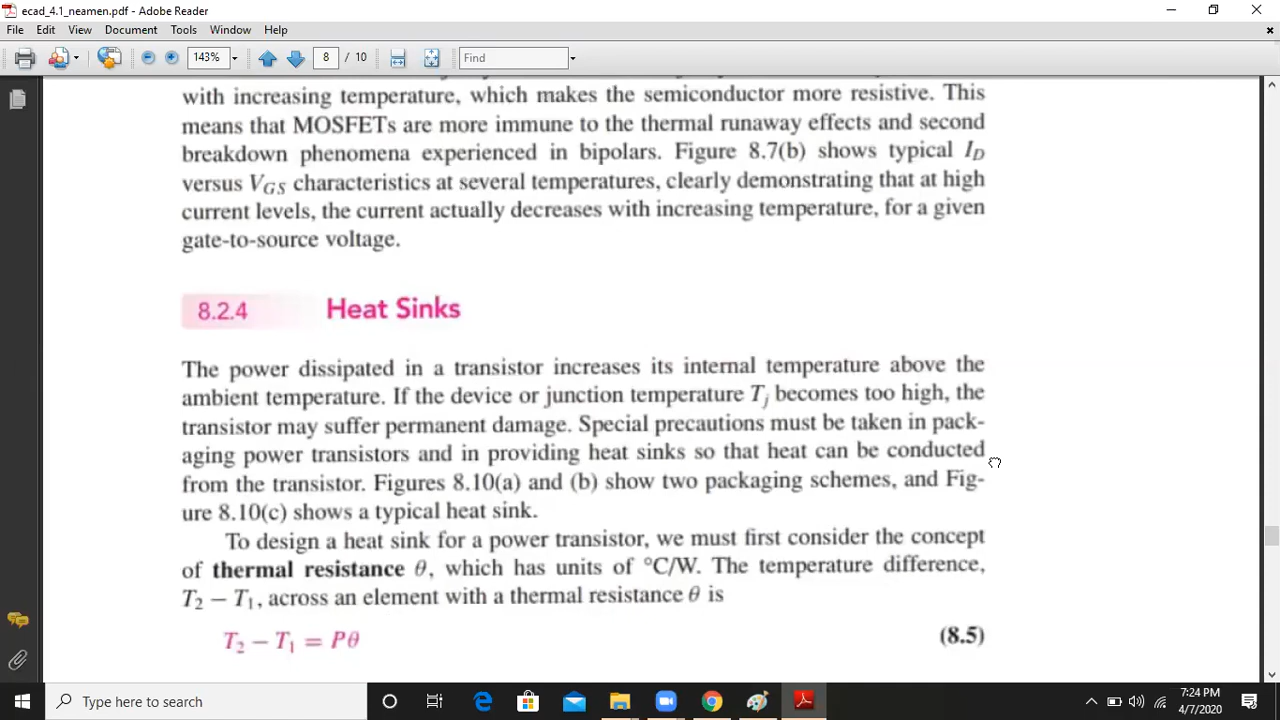 ecad_4.1_neamen.pdf - Adobe Reader
File Edit View Document Tools Window Help
143% 8 / 10 Find
with increasing temperature, which makes the semiconductor more resistive. This
means that MOSFETs are more immune to the thermal runaway effects and second
breakdown phenomena experienced in bipolars. Figure 8.7(b) shows typical I_D
versus V_GS characteristics at several temperatures, clearly demonstrating that at high
current levels, the current actually decreases with increasing temperature, for a given
gate-to-source voltage.
8.2.4 Heat Sinks
The power dissipated in a transistor increases its internal temperature above the
ambient temperature. If the device or junction temperature T_j becomes too high, the
transistor may suffer permanent damage. Special precautions must be taken in pack-
aging power transistors and in providing heat sinks so that heat can be conducted
from the transistor. Figures 8.10(a) and (b) show two packaging schemes, and Fig-
ure 8.10(c) shows a typical heat sink.
To design a heat sink for a power transistor, we must first consider the concept
of thermal resistance θ, which has units of °C/W. The temperature difference,
T₂ − T₁, across an element with a thermal resistance θ is
T₂ − T₁ = Pθ (8.5)
Type here to search
7:24 PM
4/7/2020